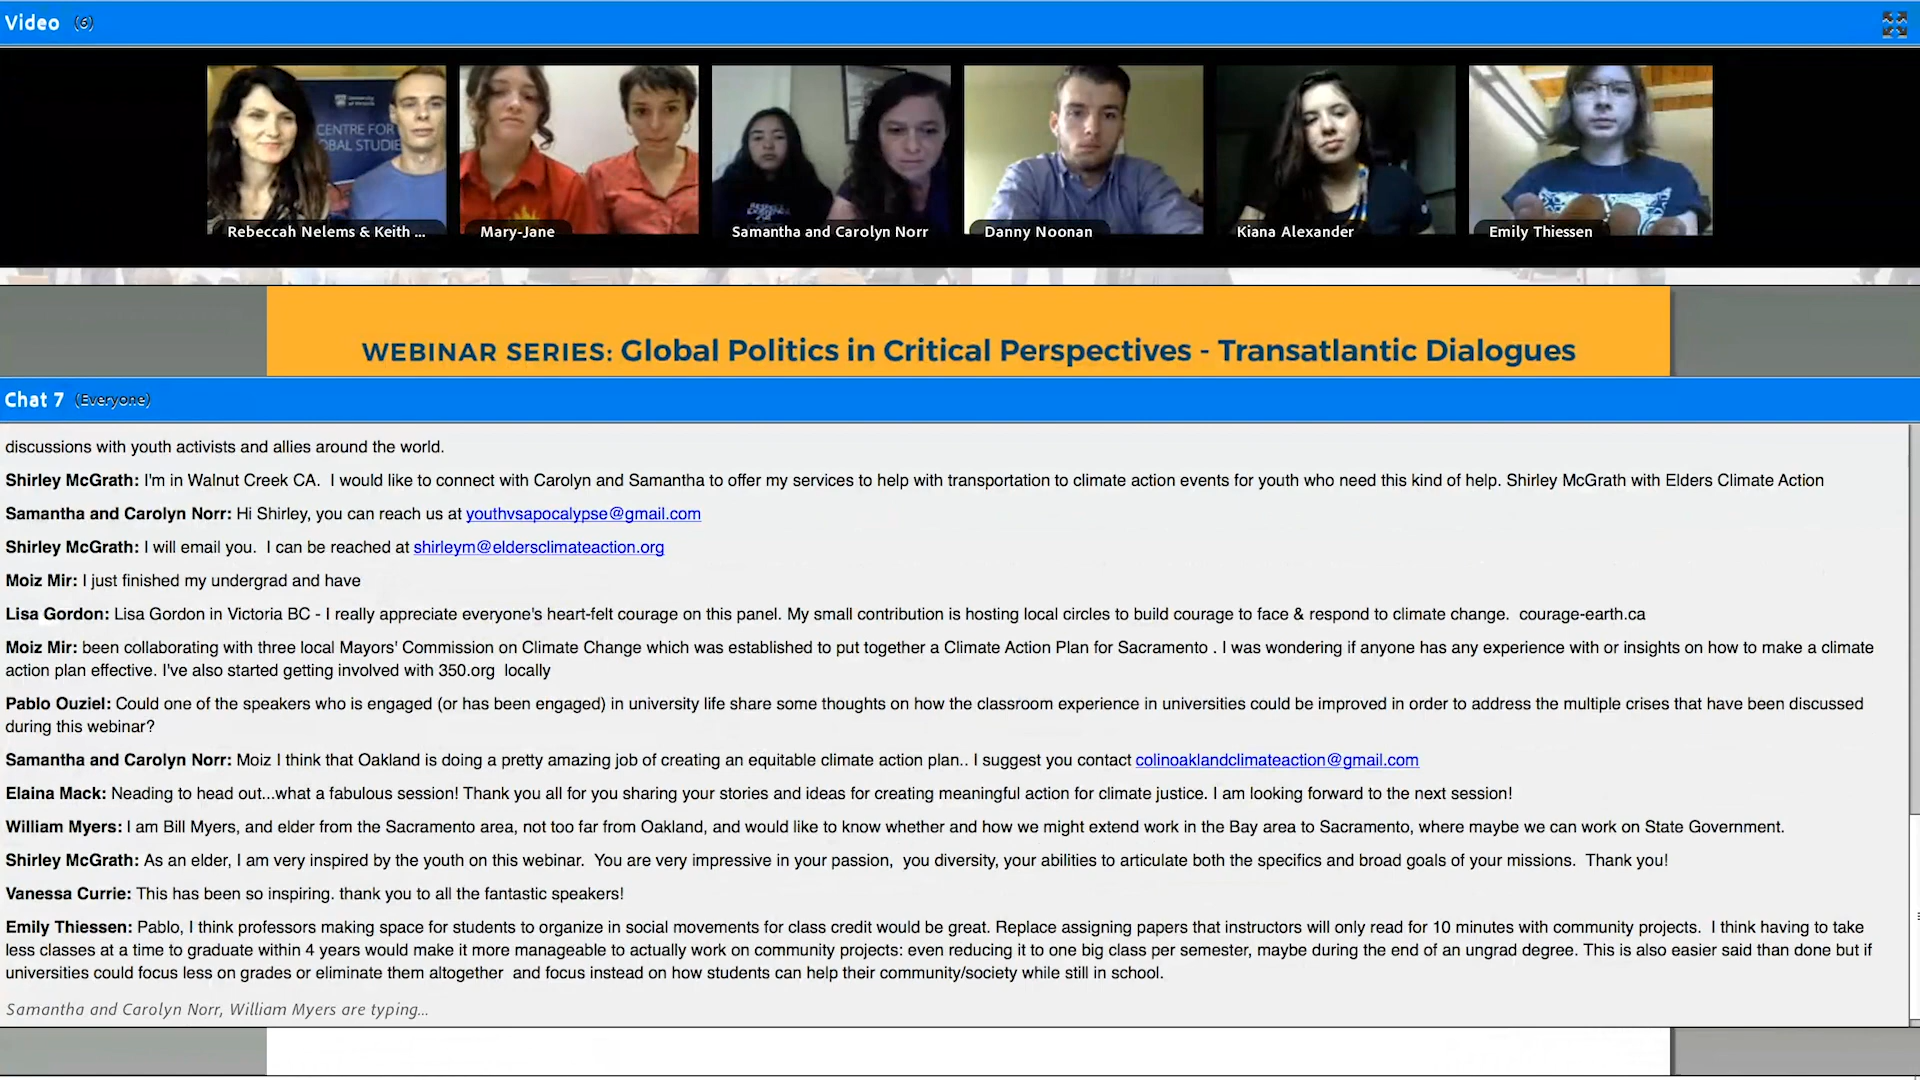 Video (6)
University
of Victoria
CENTRE FOR
OBAL STUDIE
Rebeccah Nelems & Keith ...
Mary-Jane
Samantha and Carolyn Norr
Danny Noonan
Kiana Alexander
Emily Thiessen
WEBINAR SERIES: Global Politics in Critical Perspectives - Transatlantic Dialogues
Chat 7 (Everyone)
discussions with youth activists and allies around the world.
Shirley McGrath: I'm in Walnut Creek CA.  I would like to connect with Carolyn and Samantha to offer my services to help with transportation to climate action events for youth who need this kind of help. Shirley McGrath with Elders Climate Action
Samantha and Carolyn Norr: Hi Shirley, you can reach us at youthvsapocalypse@gmail.com
Shirley McGrath: I will email you.  I can be reached at shirleym@eldersclimateaction.org
Moiz Mir: I just finished my undergrad and have
Lisa Gordon: Lisa Gordon in Victoria BC - I really appreciate everyone's heart-felt courage on this panel. My small contribution is hosting local circles to build courage to face & respond to climate change.  courage-earth.ca
Moiz Mir: been collaborating with three local Mayors' Commission on Climate Change which was established to put together a Climate Action Plan for Sacramento . I was wondering if anyone has any experience with or insights on how to make a climate
action plan effective. I've also started getting involved with 350.org  locally
Pablo Ouziel: Could one of the speakers who is engaged (or has been engaged) in university life share some thoughts on how the classroom experience in universities could be improved in order to address the multiple crises that have been discussed
during this webinar?
Samantha and Carolyn Norr: Moiz I think that Oakland is doing a pretty amazing job of creating an equitable climate action plan.. I suggest you contact colinoaklandclimateaction@gmail.com
Elaina Mack: Neading to head out...what a fabulous session! Thank you all for you sharing your stories and ideas for creating meaningful action for climate justice. I am looking forward to the next session!
William Myers: I am Bill Myers, and elder from the Sacramento area, not too far from Oakland, and would like to know whether and how we might extend work in the Bay area to Sacramento, where maybe we can work on State Government.
Shirley McGrath: As an elder, I am very inspired by the youth on this webinar.  You are very impressive in your passion,  you diversity, your abilities to articulate both the specifics and broad goals of your missions.  Thank you!
Vanessa Currie: This has been so inspiring. thank you to all the fantastic speakers!
Emily Thiessen: Pablo, I think professors making space for students to organize in social movements for class credit would be great. Replace assigning papers that instructors will only read for 10 minutes with community projects.  I think having to take
less classes at a time to graduate within 4 years would make it more manageable to actually work on community projects: even reducing it to one big class per semester, maybe during the end of an ungrad degree. This is also easier said than done but if
universities could focus less on grades or eliminate them altogether  and focus instead on how students can help their community/society while still in school.
Samantha and Carolyn Norr, William Myers are typing...